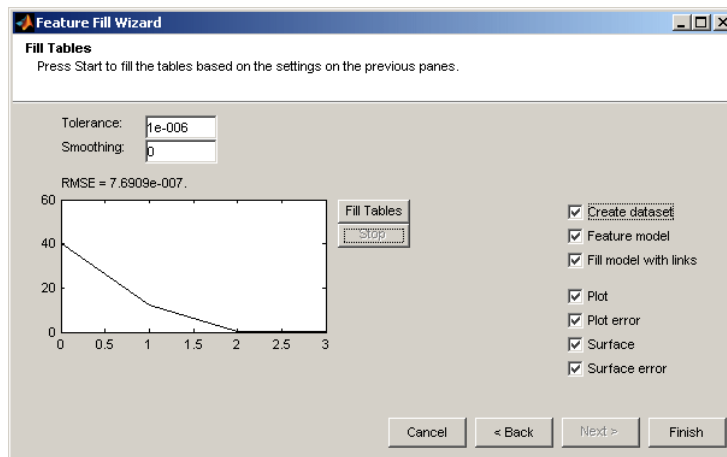 Feature Fill Wizard
Fill Tables
Press Start to fill the tables based on the settings on the previous panes.
Tolerance: 1e-006
Smoothing: 0
RMSE = 7.6909e-007.
60
40
20
0
0 0.5 1 1.5 2 2.5 3
Fill Tables
Stop
Create dataset
Feature model
Fill model with links
Plot
Plot error
Surface
Surface error
Cancel < Back Next > Finish